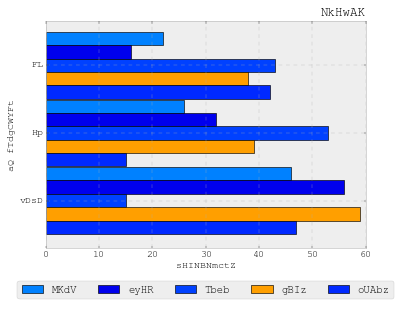 NkHwAK
aQ fTdgCWYFt
FL
Hp
vDsD
0 10 20 30 40 50 60
sHINBNmctZ
MKdV eyHR Tbeb gBIz oUAbz